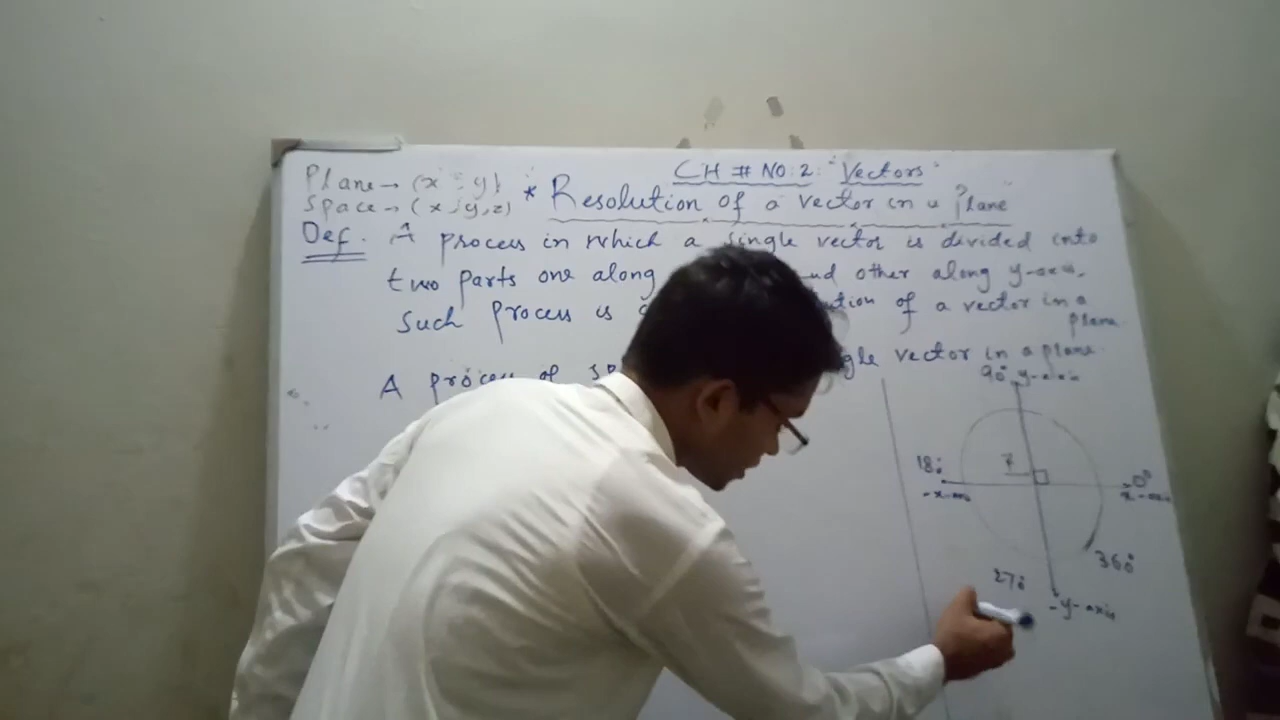 CH # NO:2: "Vectors"
Plane → (x, y)
Space → (x, y, z)
* Resolution of a vector in a plane
Def. A process in which a single vector is divided into
two parts one along and other along y-axis.
Such process is of a vector in a
plane
A process of vector in a plane.
90° y-axis
18°
-x-axis
0°
x-axis
360°
270
-y-axis